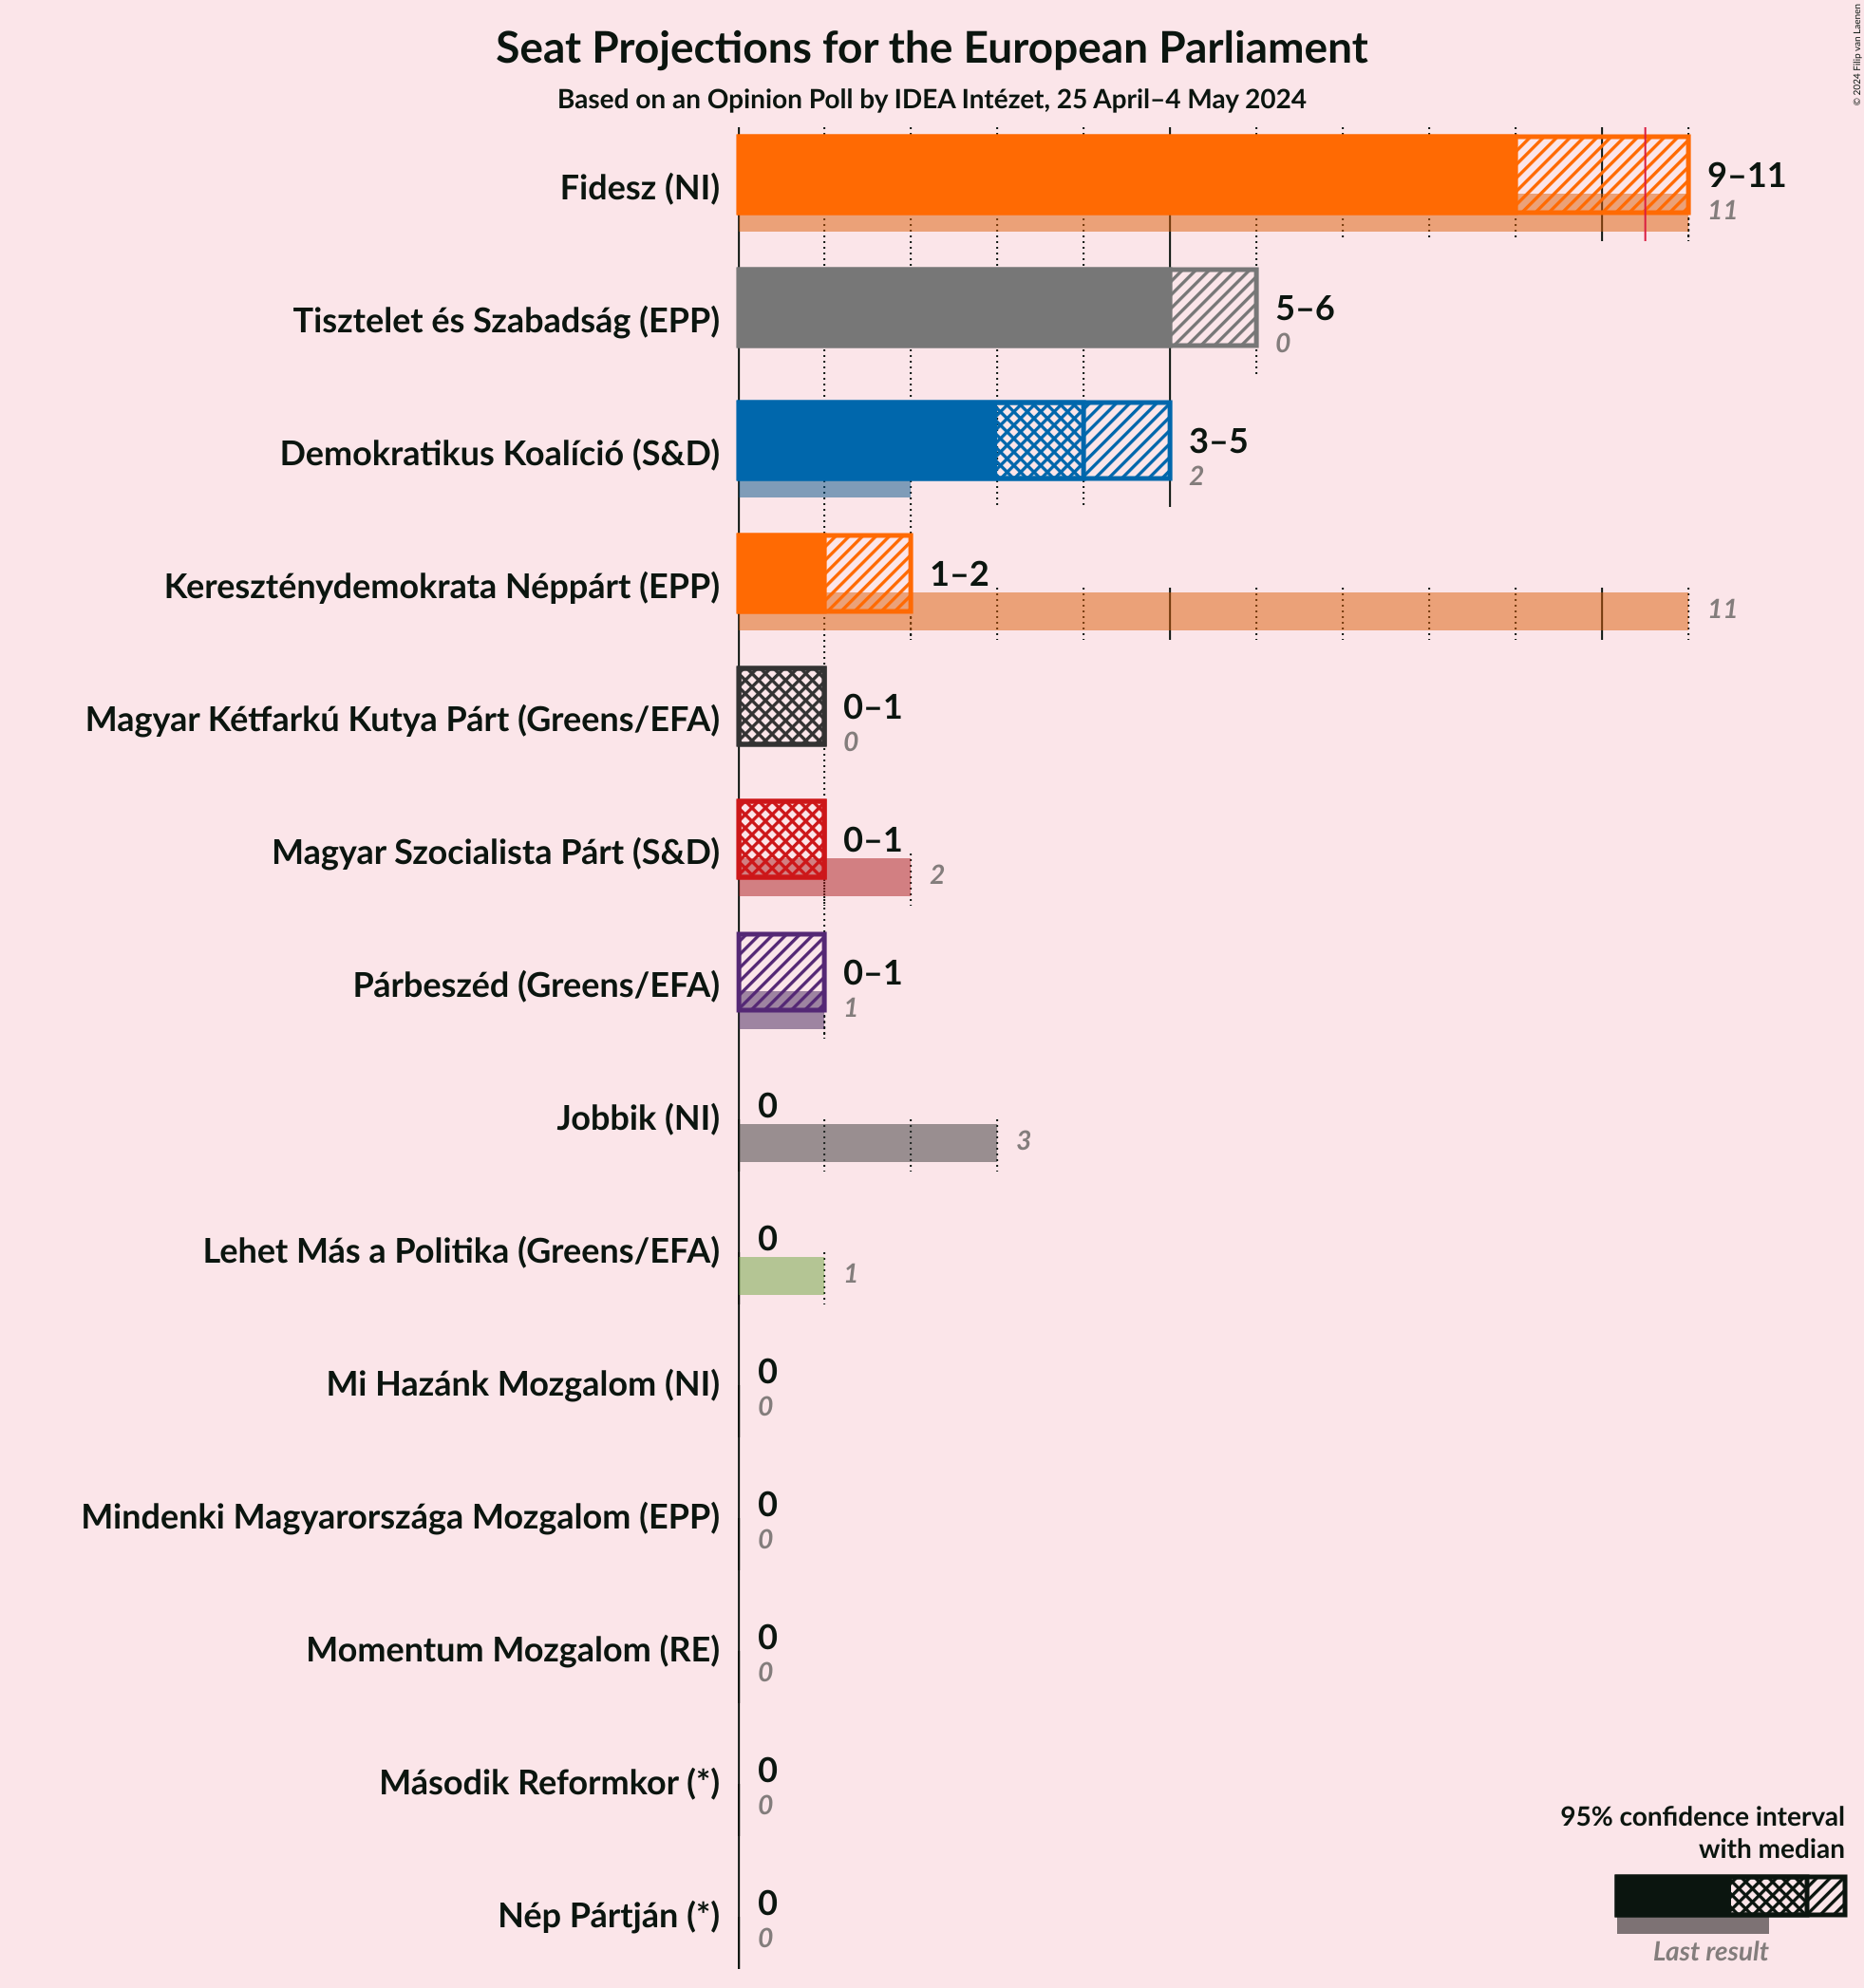 Seat Projections for the European Parliament
Based on an Opinion Poll by IDEA Intézet, 25 April–4 May 2024
© 2024 Filip van Laenen
Fidesz (NI)
9–11
11
Tisztelet és Szabadság (EPP)
5–6
0
Demokratikus Koalíció (S&D)
3–5
2
Kereszténydemokrata Néppárt (EPP)
1–2
11
Magyar Kétfarkú Kutya Párt (Greens/EFA)
0–1
0
Magyar Szocialista Párt (S&D)
0–1
2
Párbeszéd (Greens/EFA)
0–1
1
Jobbik (NI)
0
3
Lehet Más a Politika (Greens/EFA)
0
1
Mi Hazánk Mozgalom (NI)
0
0
Mindenki Magyarországa Mozgalom (EPP)
0
0
Momentum Mozgalom (RE)
0
0
Második Reformkor (*)
0
0
Nép Pártján (*)
0
0
95% confidence interval
with median
Last result